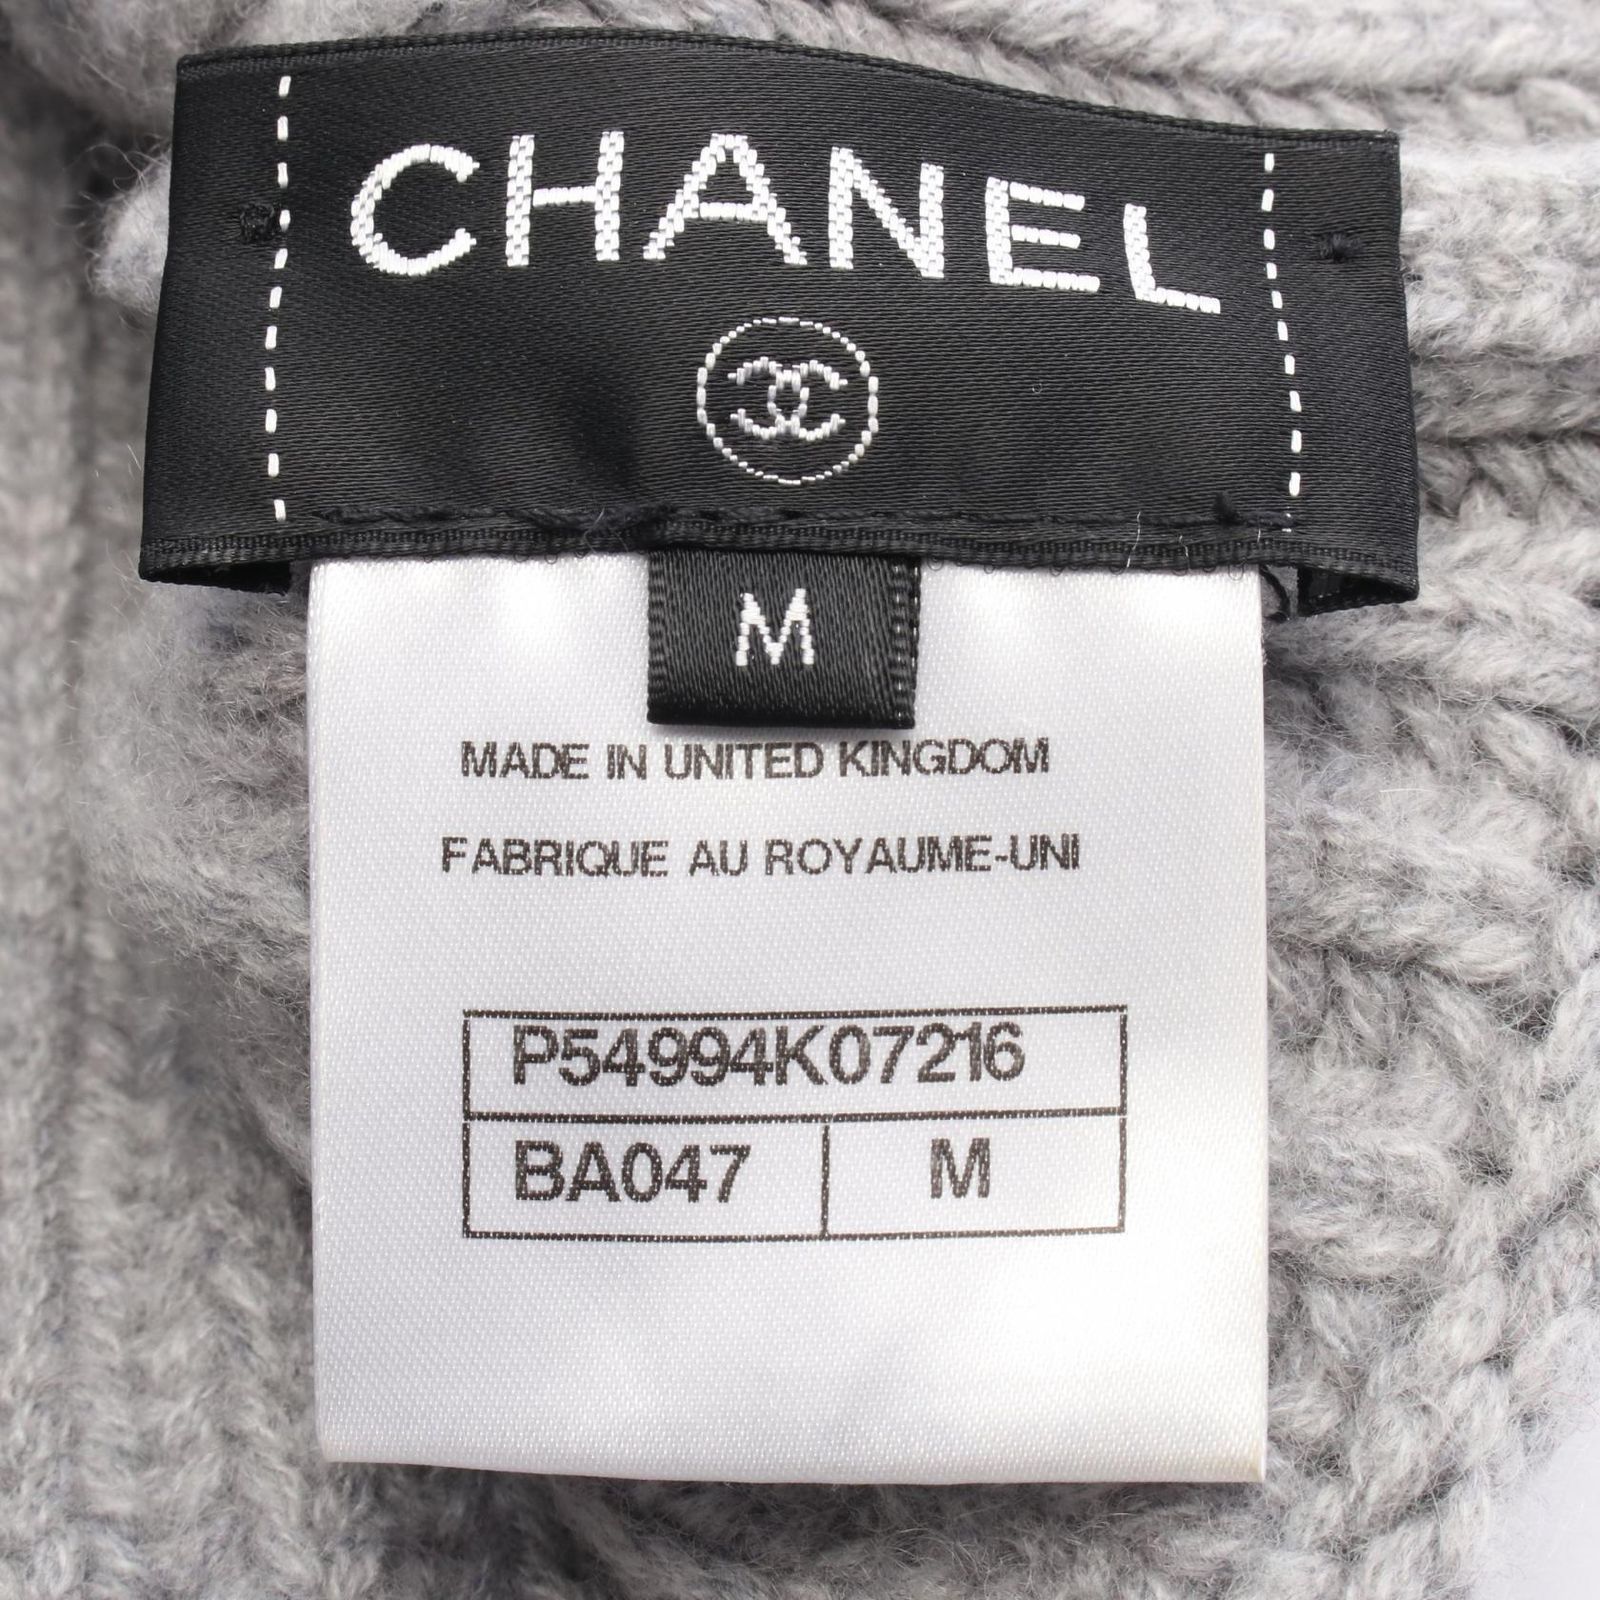 CHANEL
M
MADE IN UNITED KINGDOM
FABRIQUE AU ROYAUME-UNI
P54994K07216
BA047 M